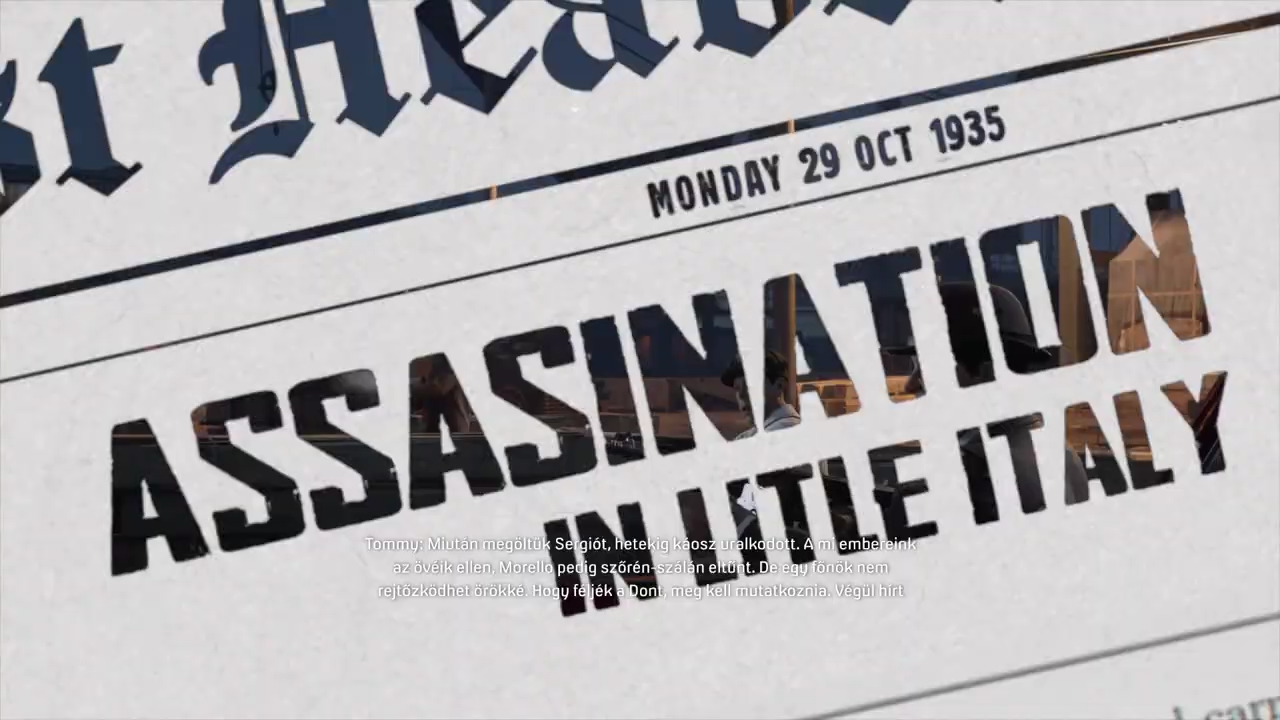 MONDAY 29 OCT 1935
ASSASINATION
IN LITLE ITALY
Tommy: Miután megöltük Sergiót, hetekig káosz uralkodott. A mi embereink
az övéik ellen, Morello pedig szőrén-szálán eltűnt. De egy főnök nem
rejtőzködhet örökké. Hogy féljék a Dont, meg kell mutatkoznia. Végül hírt